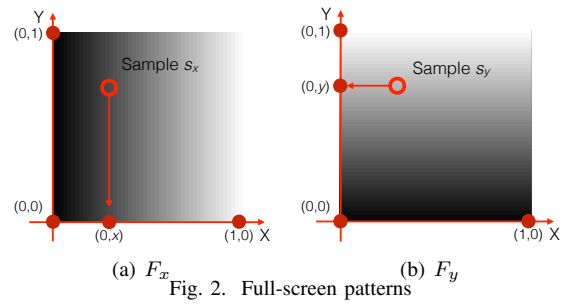 Y
(0,1)
Sample sx
(0,0)
(0,x)
(1,0)
X
(a) Fx
Y
(0,1)
Sample sy
(0,y)
(0,0)
(1,0)
X
(b) Fy
Fig. 2. Full-screen patterns